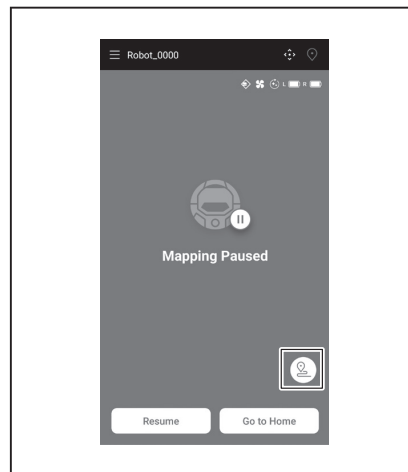 Robot_0000
L R
Mapping Paused
Resume
Go to Home